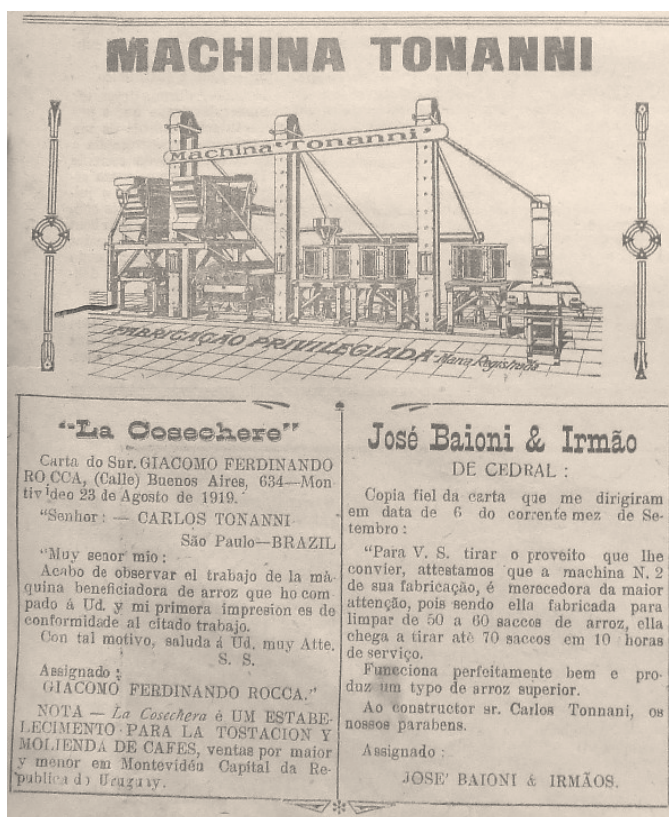 MACHINA TONANNI
Machina "Tonanni"
FABRICAÇÃO PRIVILEGIADA - Marca Registrada
"La Cosechere"
Carta do Snr. GIACOMO FERDINANDO
ROCCA, (Calle) Buenos Aires, 634—Mon-
tivideo 23 de Agosto de 1919.
"Senhor: — CARLOS TONANNI
São Paulo—BRAZIL
"Muy senor mio:
Acabo de observar el trabajo de la má-
quina beneficiadora de arroz que ho com-
pado á Ud. y mi primera impresion es de
conformidade al citado trabajo.
Con tal motivo, saluda á Ud. muy Atte.
S. S.
Assignado:
GIACOMO FERDINANDO ROCCA."
NOTA — La Cosechera é UM ESTABE-
LECIMENTO PARA LA TOSTACION Y
MOLIENDA DE CAFES, ventas por maior
y menor em Montevidéu Capital da Re-
publica do Uruguay.
José Baioni & Irmão
DE CEDRAL:
Copia fiel da carta que me dirigiram
em data de 6 do corrente mez de Se-
tembro:
"Para V. S. tirar o proveito que lhe
convier, attestamos que a machina N. 2
de sua fabricação, é merecedora da maior
attenção, pois sendo ella fabricada para
limpar de 50 a 60 saccos de arroz, ella
chega a tirar até 70 saccos em 10 horas
de serviço.
Funcciona perfeitamente bem e pro-
duz um typo de arroz superior.
Ao constructor sr. Carlos Tonnani, os
nossos parabens.
Assignado:
JOSE' BAIONI & IRMÃOS.